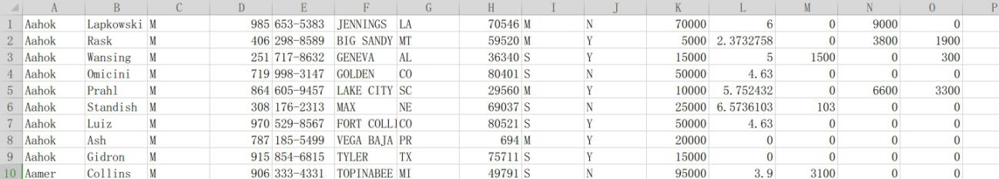 A B C D E F G H I J K L M N O P
1 Aahok Lapkowski M 985 653-5383 JENNINGS LA 70546 M N 70000 6 0 9000 0
2 Aahok Rask M 406 298-8589 BIG SANDY MT 59520 M Y 5000 2.3732758 0 3800 1900
3 Aahok Wansing M 251 717-8632 GENEVA AL 36340 S Y 15000 5 1500 0 300
4 Aahok Omicini M 719 998-3147 GOLDEN CO 80401 S N 50000 4.63 0 0 0
5 Aahok Prahl M 864 605-9457 LAKE CITY SC 29560 M Y 10000 5.752432 0 6600 3300
6 Aahok Standish M 308 176-2313 MAX NE 69037 S N 25000 6.5736103 103 0 0
7 Aahok Luiz M 970 529-8567 FORT COLL CO 80521 S Y 50000 4.63 0 0 0
8 Aahok Ash M 787 185-5499 VEGA BAJA PR 694 M Y 20000 0 0 0 0
9 Aahok Gidron M 915 854-6815 TYLER TX 75711 S Y 15000 0 0 0 0
10 Aamer Collins M 906 333-4331 TOPINABEE MI 49791 S N 95000 3.9 3100 0 0